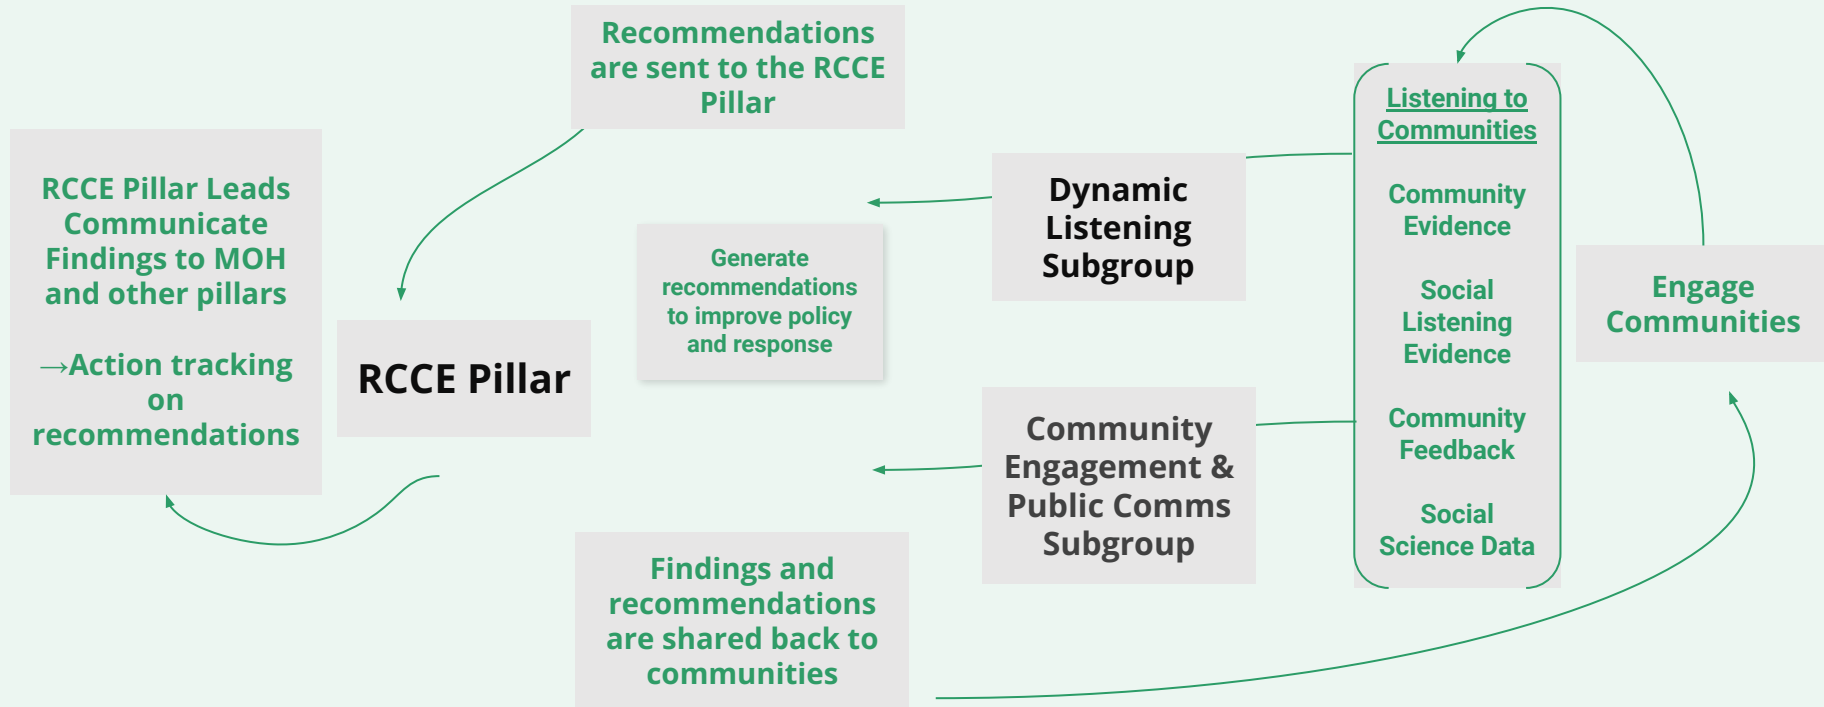 Recommendations
are sent to the RCCE
Pillar
RCCE Pillar Leads
Communicate
Findings to MOH
and other pillars
→Action tracking
on
recommendations
RCCE Pillar
Generate
recommendations
to improve policy
and response
Findings and
recommendations
are shared back to
communities
Dynamic
Listening
Subgroup
Community
Engagement &
Public Comms
Subgroup
Listening to
Communities
Community
Evidence
Social
Listening
Evidence
Community
Feedback
Social
Science Data
Engage
Communities